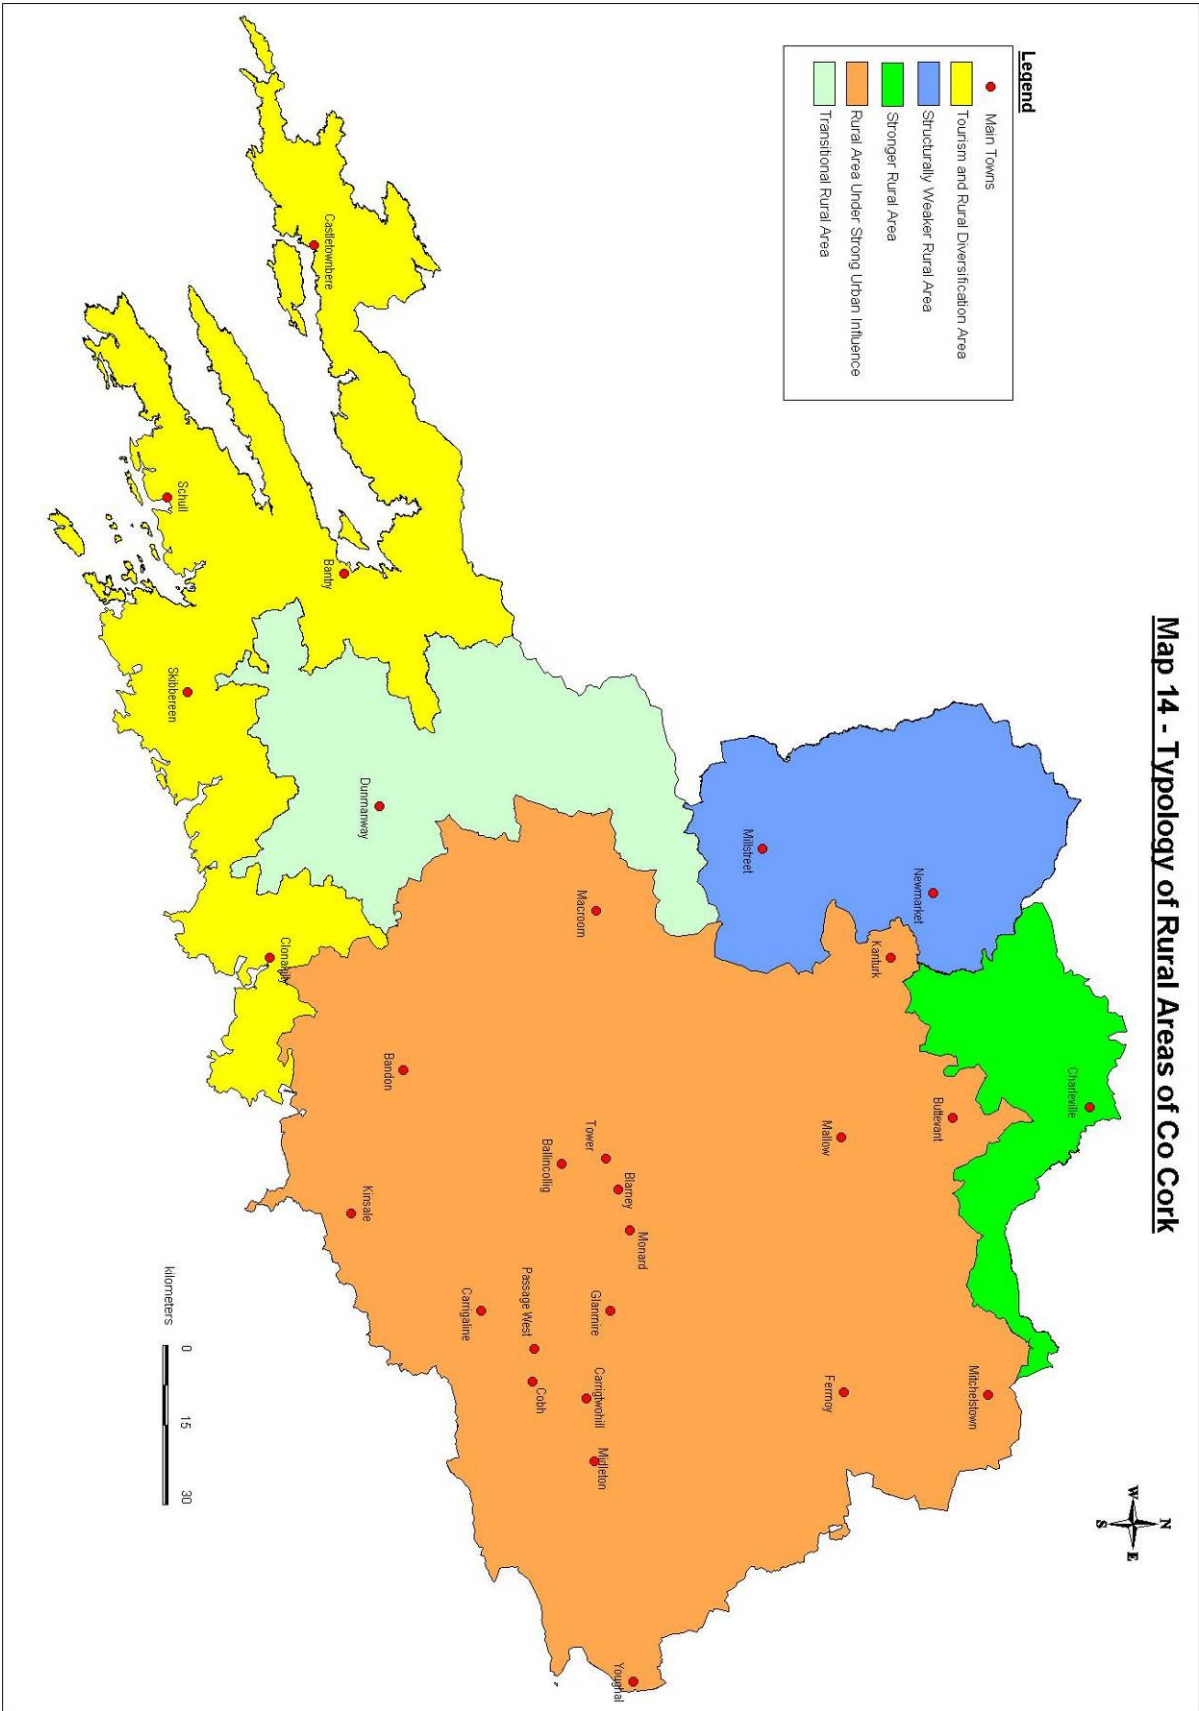 Map 14 - Typology of Rural Areas of Co Cork
Legend
Main Towns
Tourism and Rural Diversification Area
Structurally Weaker Rural Area
Stronger Rural Area
Rural Area Under Strong Urban Influence
Transitional Rural Area
N
W
E
S
Charleville
Newmarket
Buttevant
Mitchelstown
Kanturk
Millstreet
Mallow
Fermoy
Macroom
Tower
Blarney
Monard
Glanmire
Carrigtwohill
Midleton
Youghal
Ballincollig
Passage West
Cobh
Carrigaline
Dunmanway
Bandon
Kinsale
Castletownbere
Bantry
Clonakilty
Schull
Skibbereen
kilometers
0 15 30